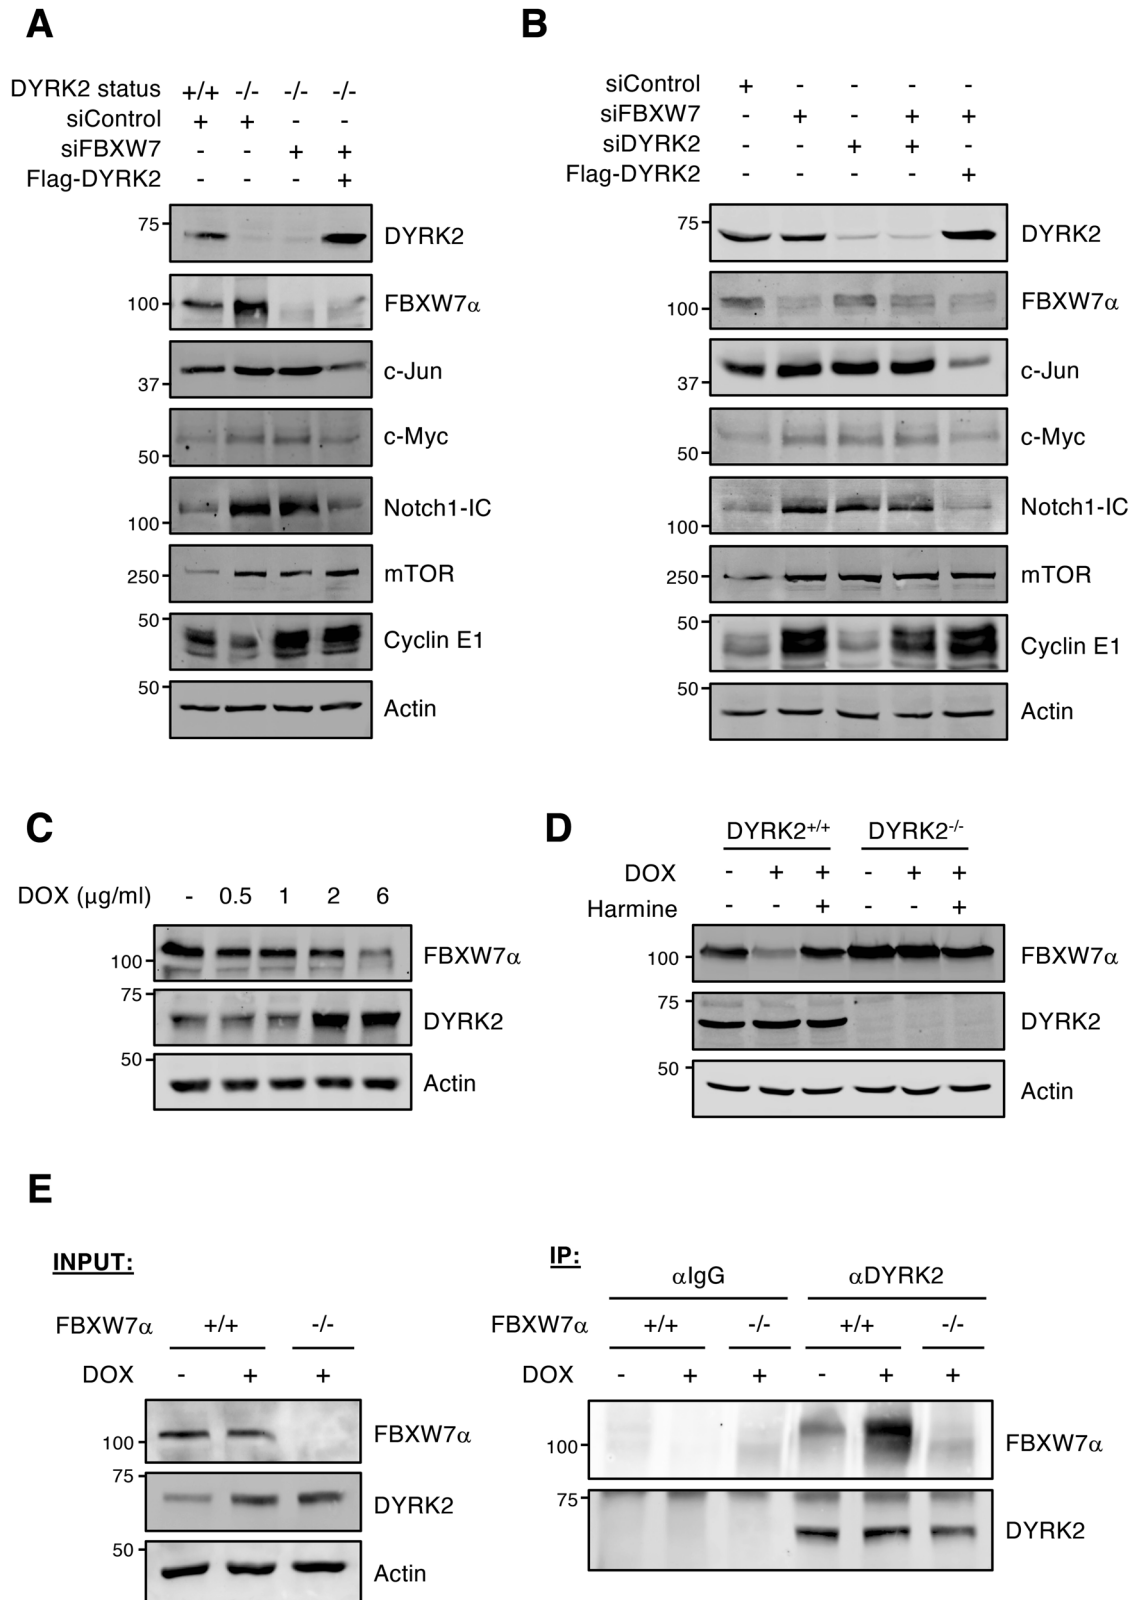 A
DYRK2 status +/+ -/- -/- -/-
siControl + + - -
siFBXW7 - - + +
Flag-DYRK2 - - - +
75 DYRK2
100 FBXW7α
37 c-Jun
50 c-Myc
100 Notch1-IC
250 mTOR
50 Cyclin E1
50 Actin
B
siControl + - - - -
siFBXW7 - + - + +
siDYRK2 - - + + -
Flag-DYRK2 - - - - +
75 DYRK2
100 FBXW7α
37 c-Jun
50 c-Myc
100 Notch1-IC
250 mTOR
50 Cyclin E1
50 Actin
C
DOX (μg/ml) - 0.5 1 2 6
100 FBXW7α
75 DYRK2
50 Actin
D
DYRK2+/+ DYRK2-/-
DOX - + + - + +
Harmine - - + - - +
100 FBXW7α
75 DYRK2
50 Actin
E
INPUT:
FBXW7α +/+ -/-
DOX - + +
100 FBXW7α
75 DYRK2
50 Actin
IP:
αIgG αDYRK2
FBXW7α +/+ -/- +/+ -/-
DOX - + + - + +
100 FBXW7α
75 DYRK2